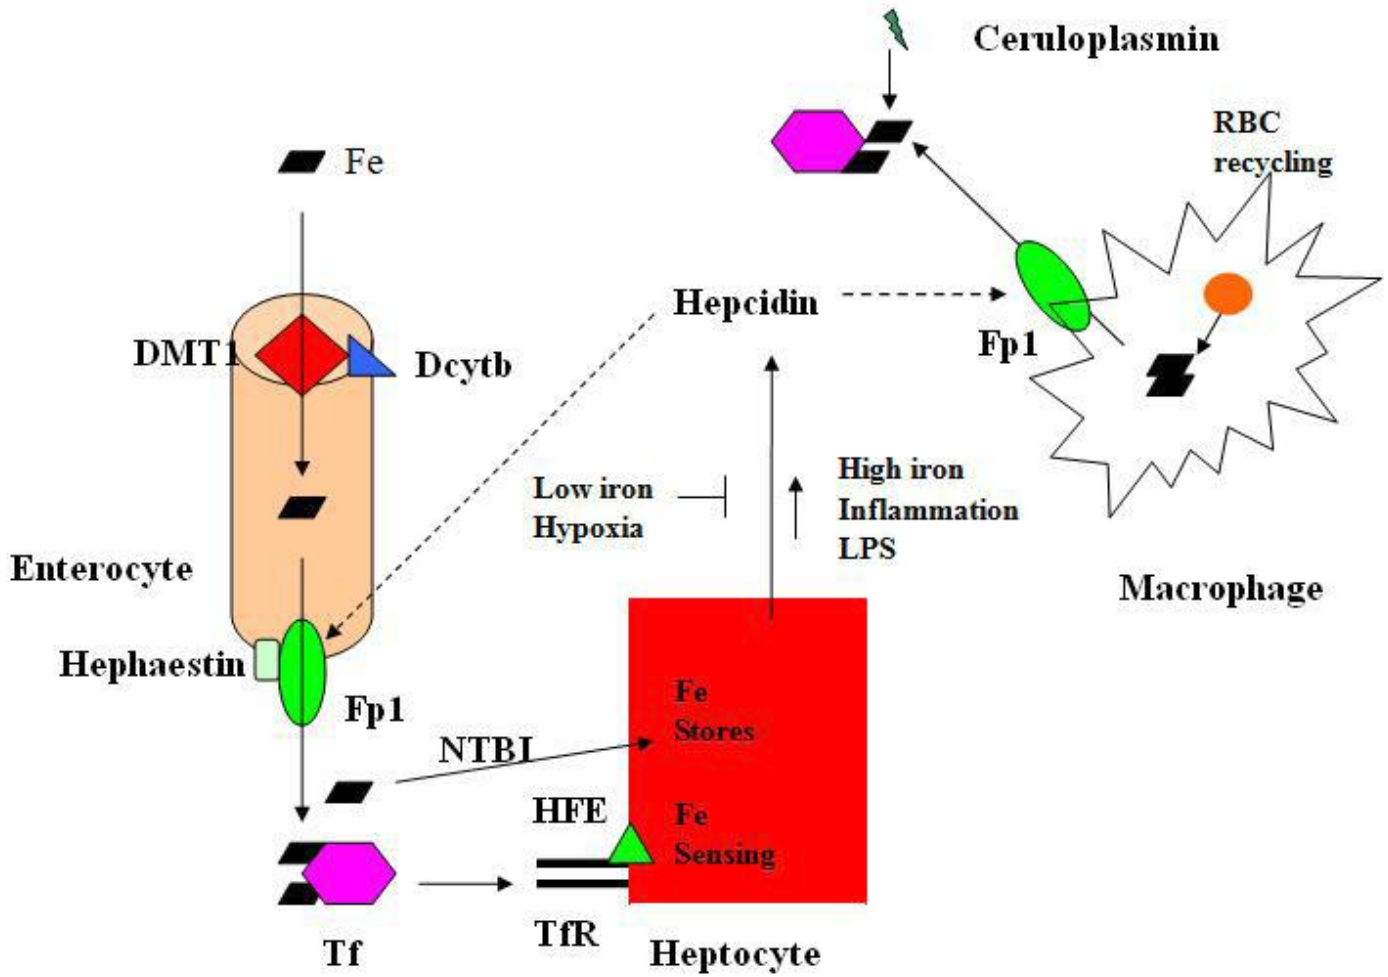 Ceruloplasmin
RBC
recycling
Fe
Hepcidin
DMT1
Dcytb
Fp1
Low iron
Hypoxia
High iron
Inflammation
LPS
Enterocyte
Macrophage
Hephaestin
Fp1
Fe
Stores
NTBI
HFE
Fe
Sensing
TfR
Tf
Heptocyte